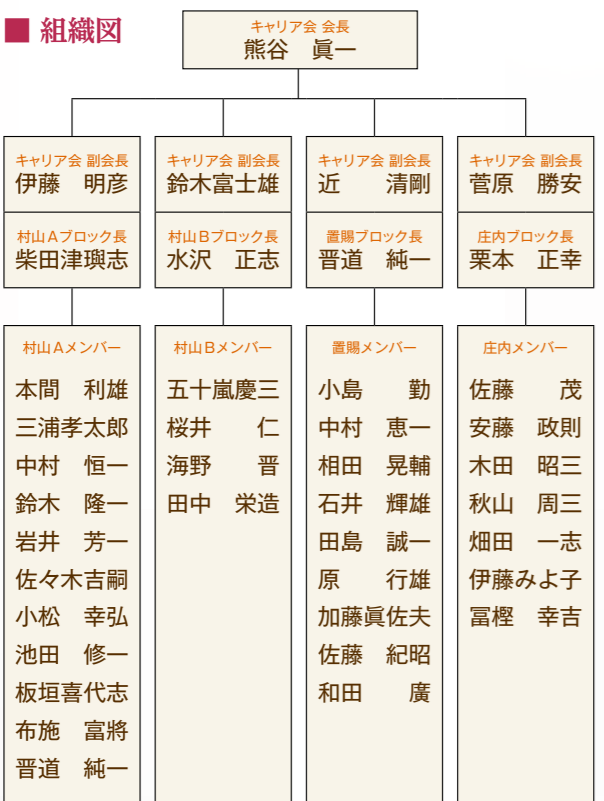 ■ 組織図
キャリア会 会長
熊谷　眞一
キャリア会 副会長
伊藤　明彦
村山Aブロック長
柴田津璵志
キャリア会 副会長
鈴木富士雄
村山Bブロック長
水沢　正志
キャリア会 副会長
近　　清剛
置賜ブロック長
晋道　純一
キャリア会 副会長
菅原　勝安
庄内ブロック長
栗本　正幸
村山Aメンバー
本間　利雄
三浦孝太郎
中村　恒一
鈴木　隆一
岩井　芳一
佐々木吉嗣
小松　幸弘
池田　修一
板垣喜代志
布施　富將
晋道　純一
村山Bメンバー
五十嵐慶三
桜井　　仁
海野　　晋
田中　栄造
置賜メンバー
小島　　勤
中村　恵一
相田　晃輔
石井　輝雄
田島　誠一
原　　行雄
加藤眞佐夫
佐藤　紀昭
和田　　廣
庄内メンバー
佐藤　　茂
安藤　政則
木田　昭三
秋山　周三
畑田　一志
伊藤みよ子
冨樫　幸吉